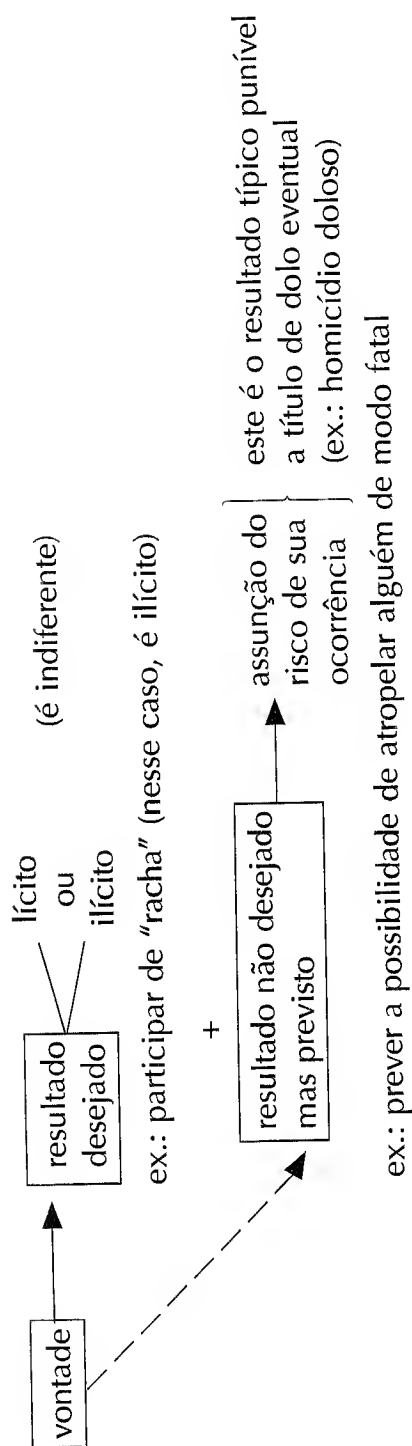 vontade
resultado
desejado
lícito
ou
ilícito
(é indiferente)
ex.: participar de "racha" (nesse caso, é ilícito)
+
resultado não desejado
mas previsto
assunção do
risco de sua
ocorrência
este é o resultado típico punível
a título de dolo eventual
(ex.: homicídio doloso)
ex.: prever a possibilidade de atropelar alguém de modo fatal